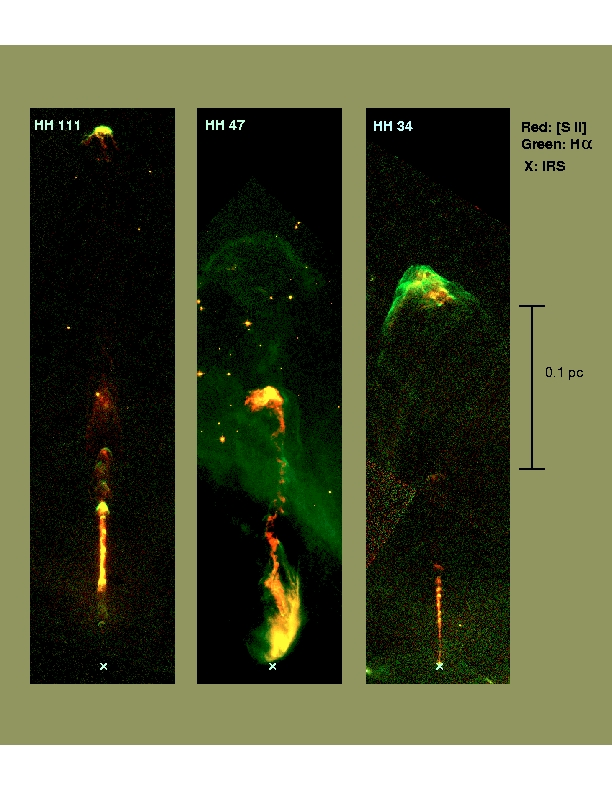 HH 111
HH 47
HH 34
Red: [S II]
Green: Hα
X: IRS
0.1 pc
x
x
x